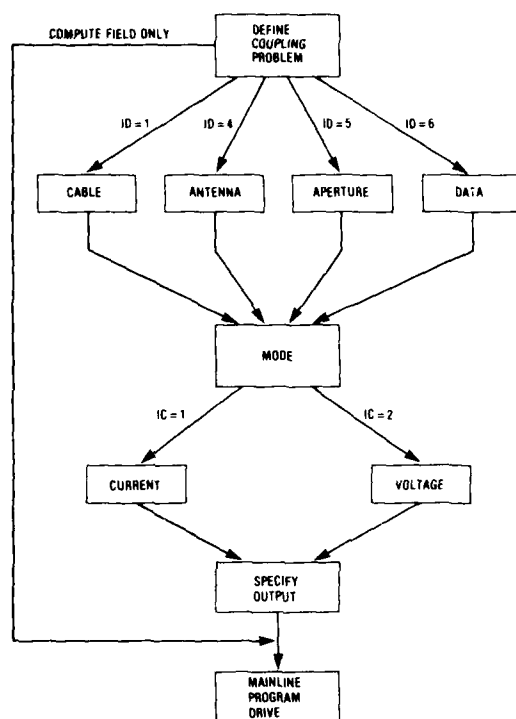 COMPUTE FIELD ONLY
DEFINE
COUPLING
PROBLEM
ID = 1
ID = 4
ID = 5
ID = 6
CABLE
ANTENNA
APERTURE
DATA
MODE
IC = 1
IC = 2
CURRENT
VOLTAGE
SPECIFY
OUTPUT
MAINLINE
PROGRAM
DRIVE